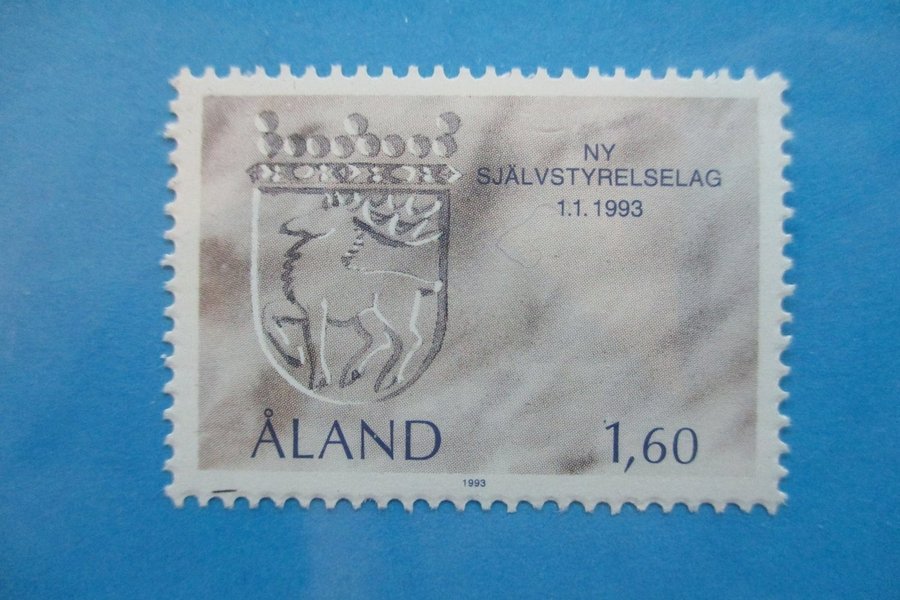 NY
SJÄLVSTYRELSELAG
1.1.1993
ÅLAND
1,60
1993